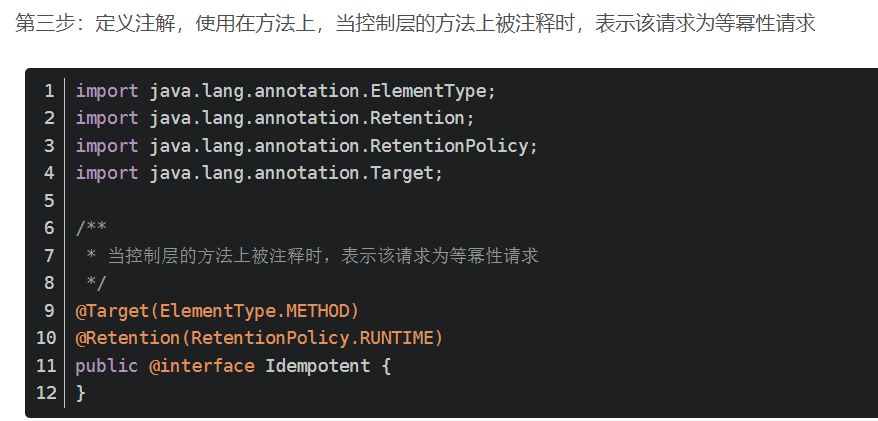 第三步：定义注解，使用在方法上，当控制层的方法上被注释时，表示该请求为等幂性请求
1 import java.lang.annotation.ElementType;
2 import java.lang.annotation.Retention;
3 import java.lang.annotation.RetentionPolicy;
4 import java.lang.annotation.Target;
5
6 /**
7  * 当控制层的方法上被注释时，表示该请求为等幂性请求
8  */
9 @Target(ElementType.METHOD)
10 @Retention(RetentionPolicy.RUNTIME)
11 public @interface Idempotent {
12 }